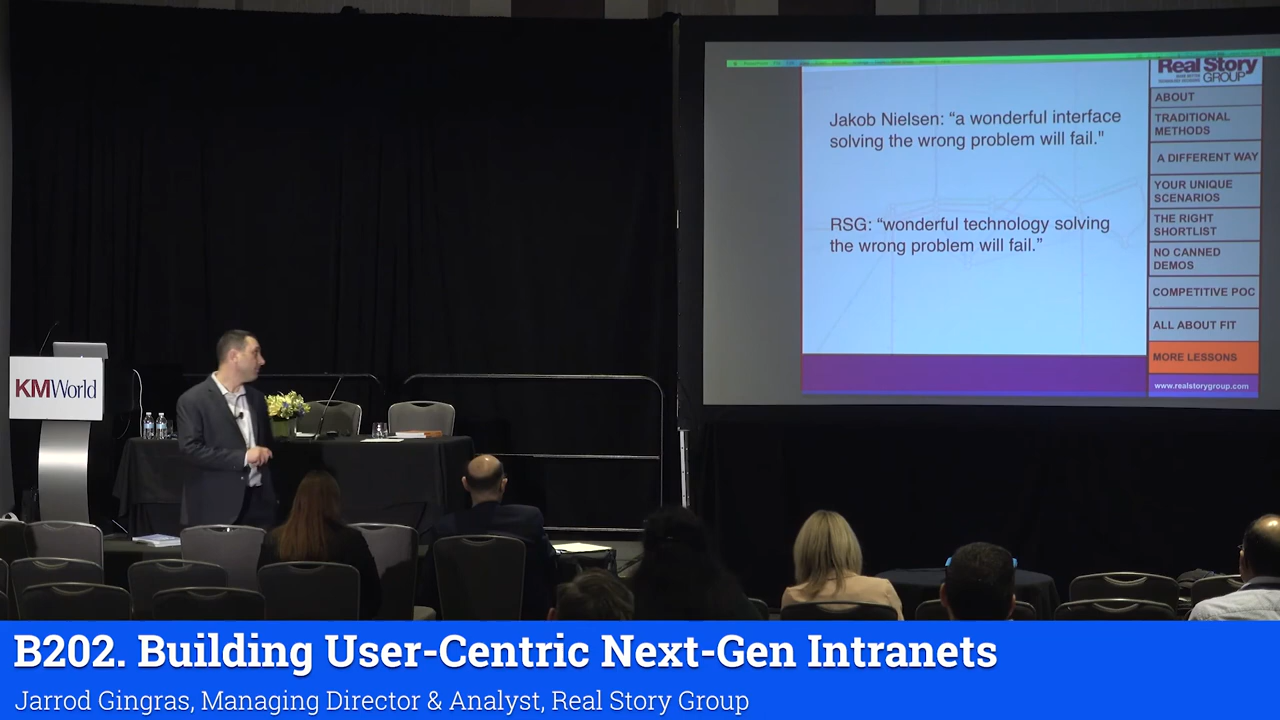 Real Story
GROUP
Jakob Nielsen: “a wonderful interface
solving the wrong problem will fail."
RSG: “wonderful technology solving
the wrong problem will fail.”
ABOUT
TRADITIONAL
METHODS
A DIFFERENT WAY
YOUR UNIQUE
SCENARIOS
THE RIGHT
SHORTLIST
NO CANNED
DEMOS
COMPETITIVE POC
ALL ABOUT FIT
MORE LESSONS
www.realstorygroup.com
KMWorld
B202. Building User-Centric Next-Gen Intranets
Jarrod Gingras, Managing Director & Analyst, Real Story Group